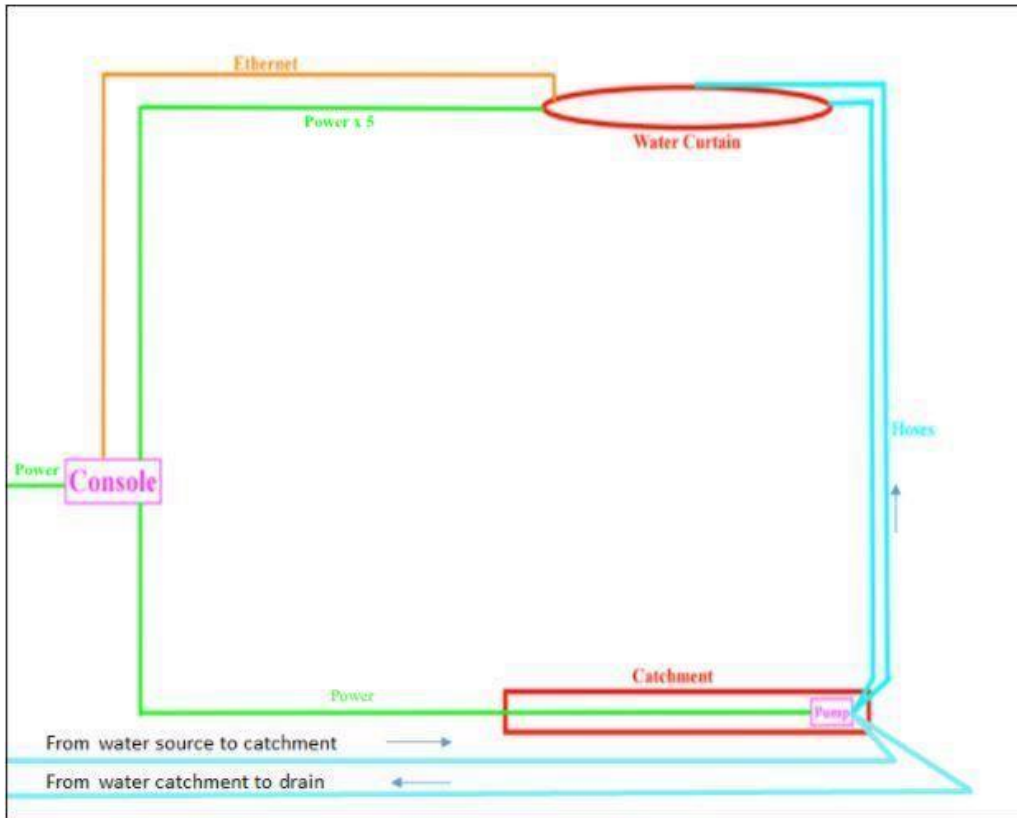 Ethernet
Power x 5
Water Curtain
Hoses
Power
Console
Catchment
Power
Pump
From water source to catchment
From water catchment to drain